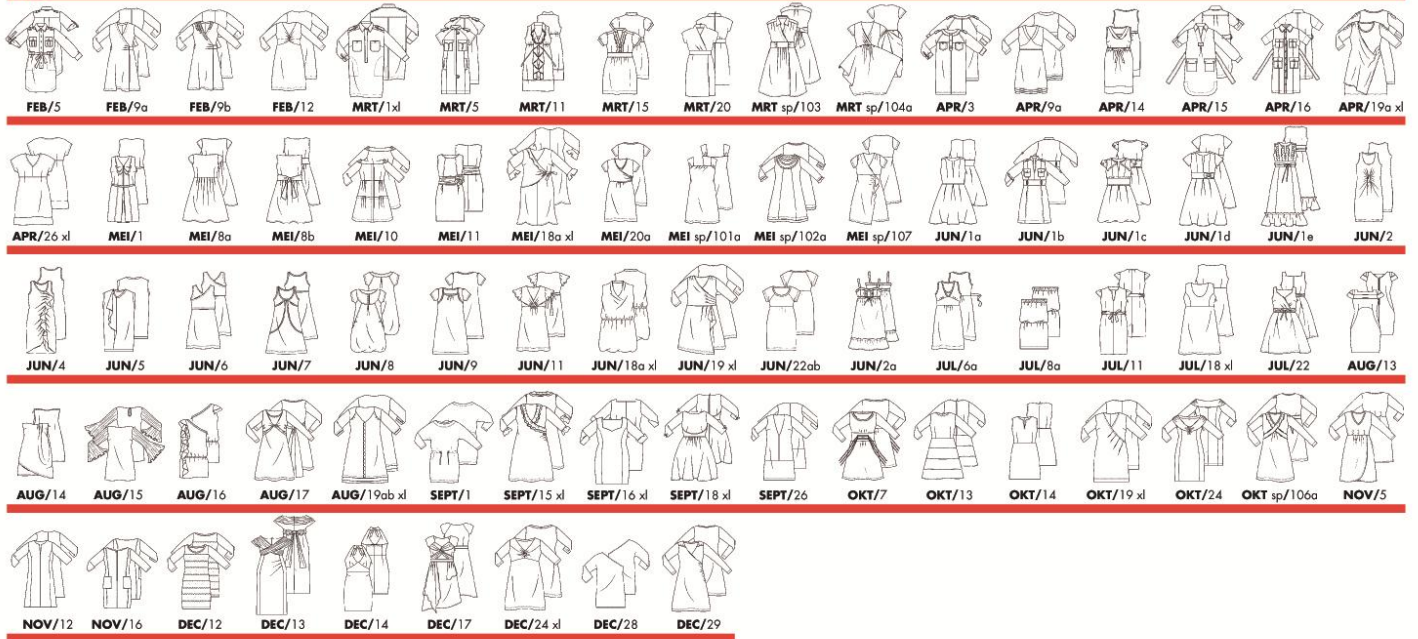 FEB/5 FEB/9a FEB/9b FEB/12 MRT/1xl MRT/5 MRT/11 MRT/15 MRT/20 MRT sp/103 MRT sp/104a APR/3 APR/9a APR/14 APR/15 APR/16 APR/19a xl
APR/26 xl MEI/1 MEI/8a MEI/8b MEI/10 MEI/11 MEI/18a xl MEI/20a MEI sp/101a MEI sp/102a MEI sp/107 JUN/1a JUN/1b JUN/1c JUN/1d JUN/1e JUN/2
JUN/4 JUN/5 JUN/6 JUN/7 JUN/8 JUN/9 JUN/11 JUN/18a xl JUN/19 xl JUN/22ab JUN/2a JUL/6a JUL/8a JUL/11 JUL/18 xl JUL/22 AUG/13
AUG/14 AUG/15 AUG/16 AUG/17 AUG/19ab xl SEPT/1 SEPT/15 xl SEPT/16 xl SEPT/18 xl SEPT/26 OKT/7 OKT/13 OKT/14 OKT/19 xl OKT/24 OKT sp/106a NOV/5
NOV/12 NOV/16 DEC/12 DEC/13 DEC/14 DEC/17 DEC/24 xl DEC/28 DEC/29